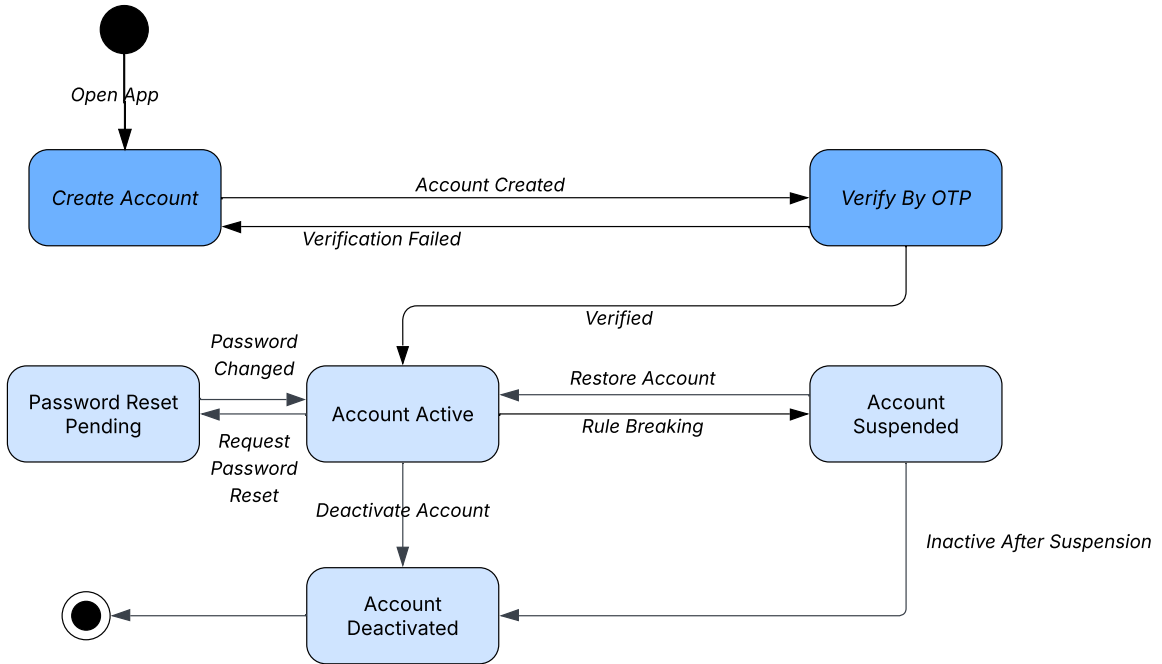 Open App
Create Account
Account Created
Verify By OTP
Verification Failed
Verified
Password
Changed
Restore Account
Password Reset
Pending
Account Active
Account
Suspended
Rule Breaking
Request
Password
Reset
Deactivate Account
Inactive After Suspension
Account
Deactivated